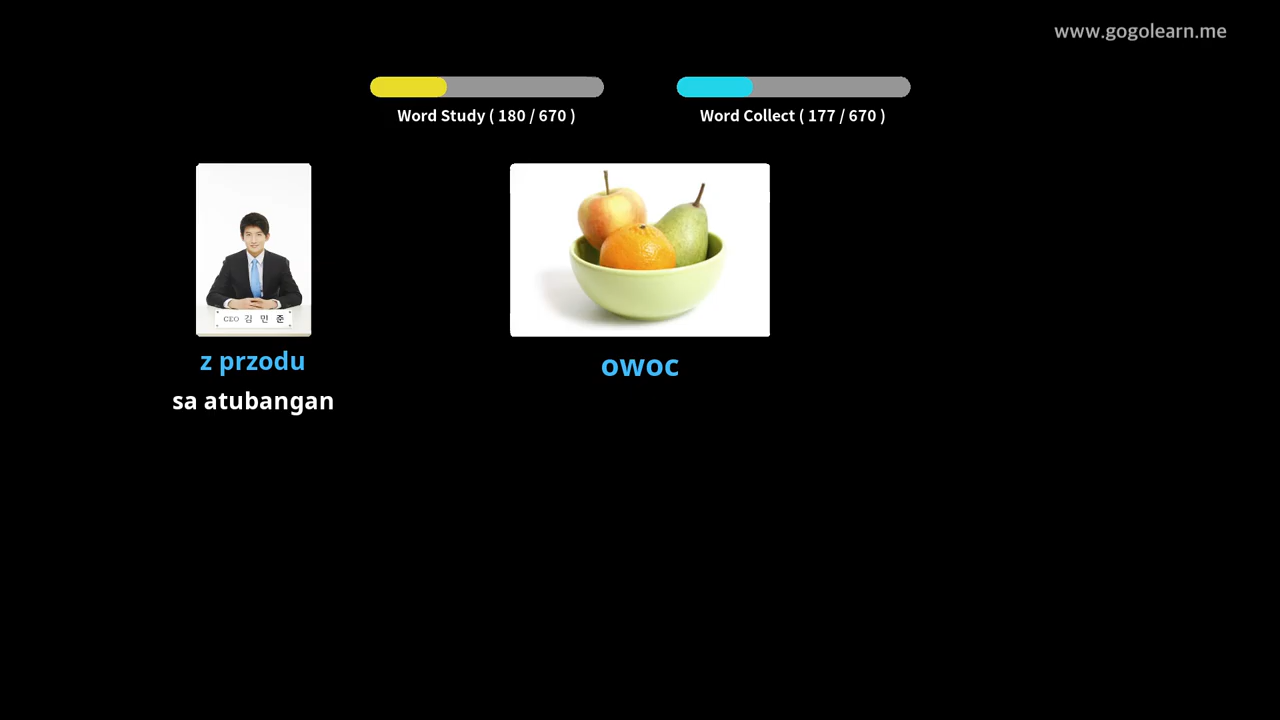 www.gogolearn.me
Word Study ( 180 / 670 )
Word Collect ( 177 / 670 )
CEO 김 민 준
z przodu
sa atubangan
owoc